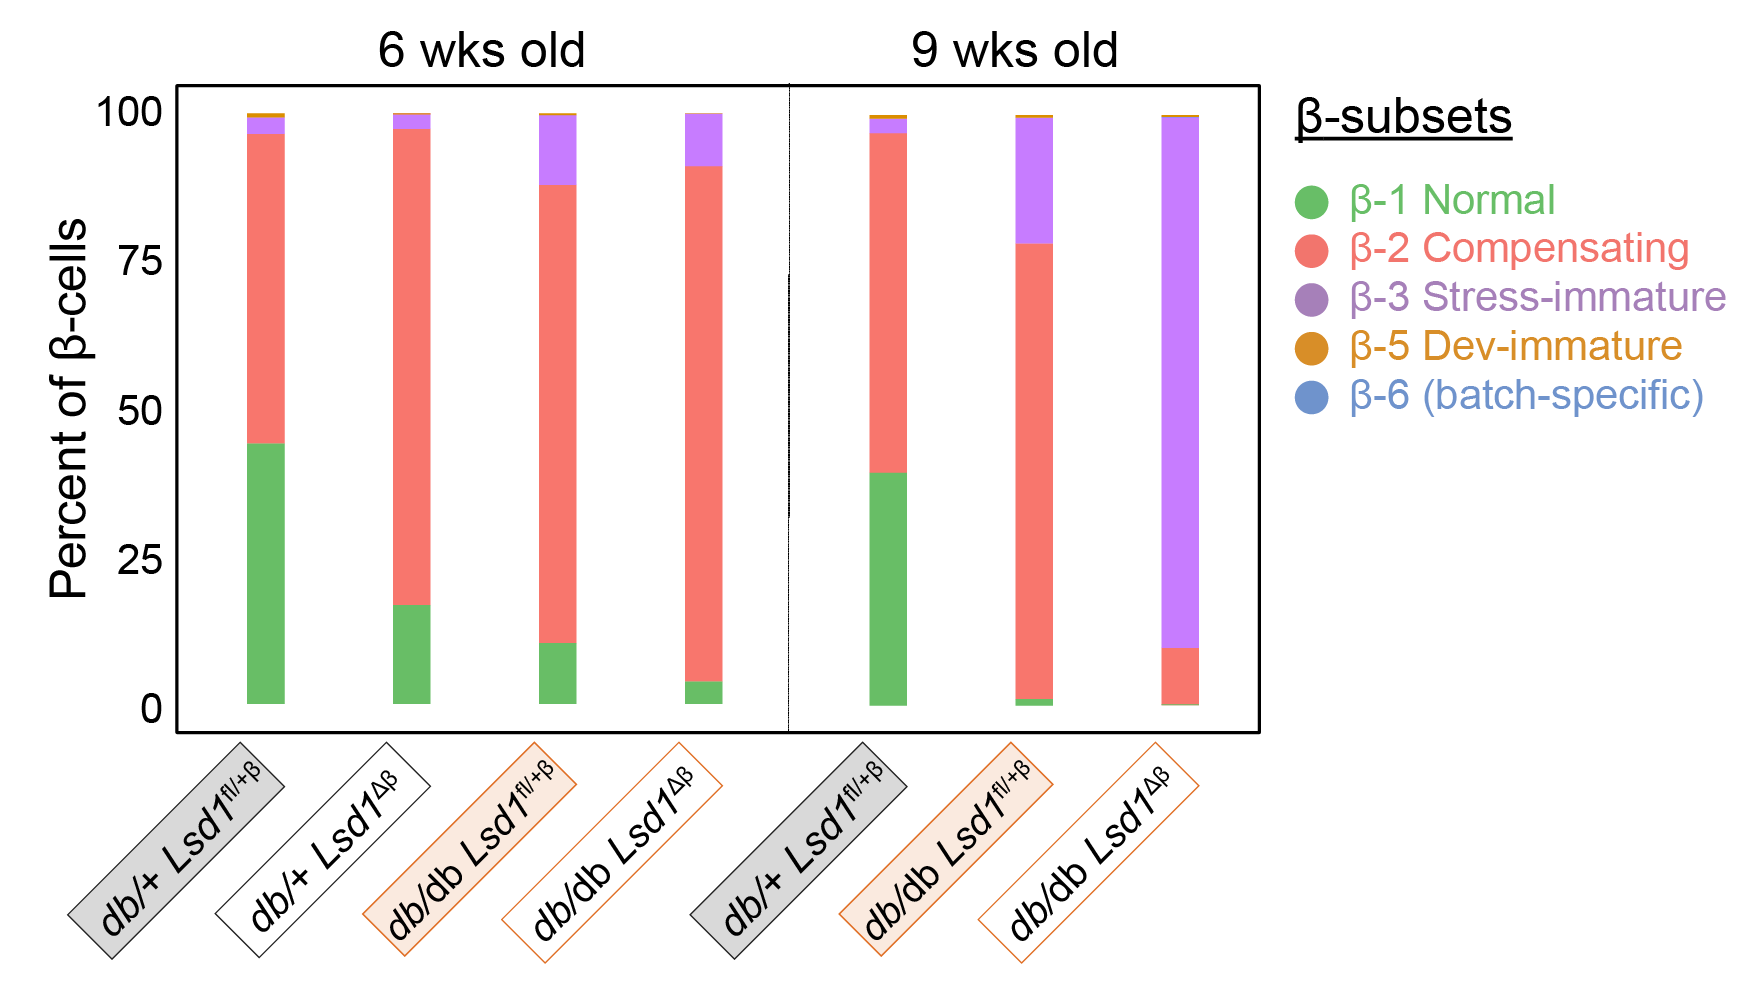 6 wks old
9 wks old
Percent of β-cells
100
75
50
25
0
β-subsets
β-1 Normal
β-2 Compensating
β-3 Stress-immature
β-5 Dev-immature
β-6 (batch-specific)
db/+ Lsd1fl/+β
db/+ Lsd1Δβ
db/db Lsd1fl/+β
db/db Lsd1Δβ
db/+ Lsd1fl/+β
db/db Lsd1fl/+β
db/db Lsd1Δβ